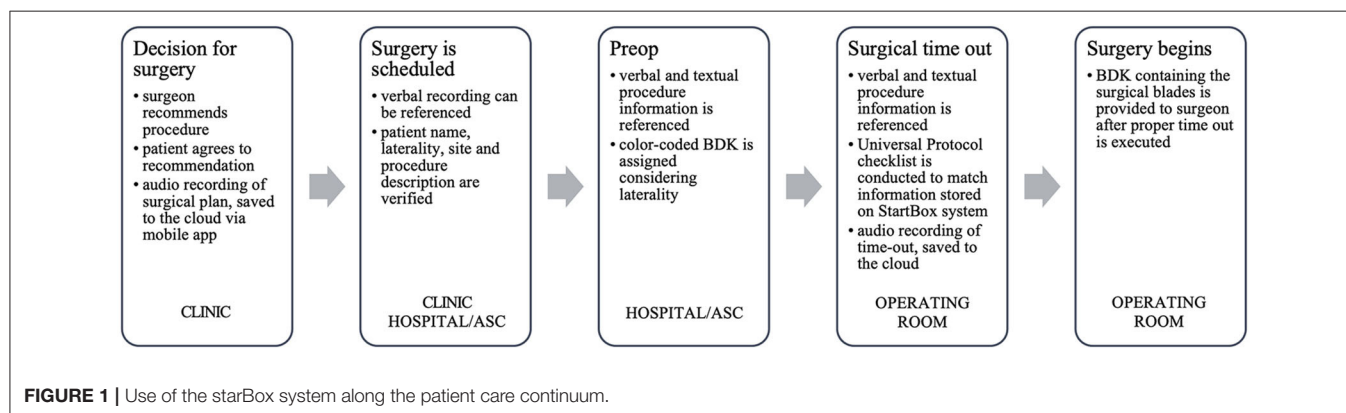 Decision for
surgery
• surgeon
recommends
procedure
• patient agrees to
recommendation
• audio recording of
surgical plan, saved
to the cloud via
mobile app
CLINIC
Surgery is
scheduled
• verbal recording can
be referenced
• patient name,
laterality, site and
procedure
description are
verified
CLINIC
HOSPITAL/ASC
Preop
• verbal and textual
procedure
information is
referenced
• color-coded BDK is
assigned
considering
laterality
HOSPITAL/ASC
Surgical time out
• verbal and textual
procedure
information is
referenced
• Universal Protocol
checklist is
conducted to match
information stored
on StartBox system
• audio recording of
time-out, saved to
the cloud
OPERATING
ROOM
Surgery begins
• BDK containing the
surgical blades is
provided to surgeon
after proper time out
is executed
OPERATING
ROOM
FIGURE 1 | Use of the starBox system along the patient care continuum.